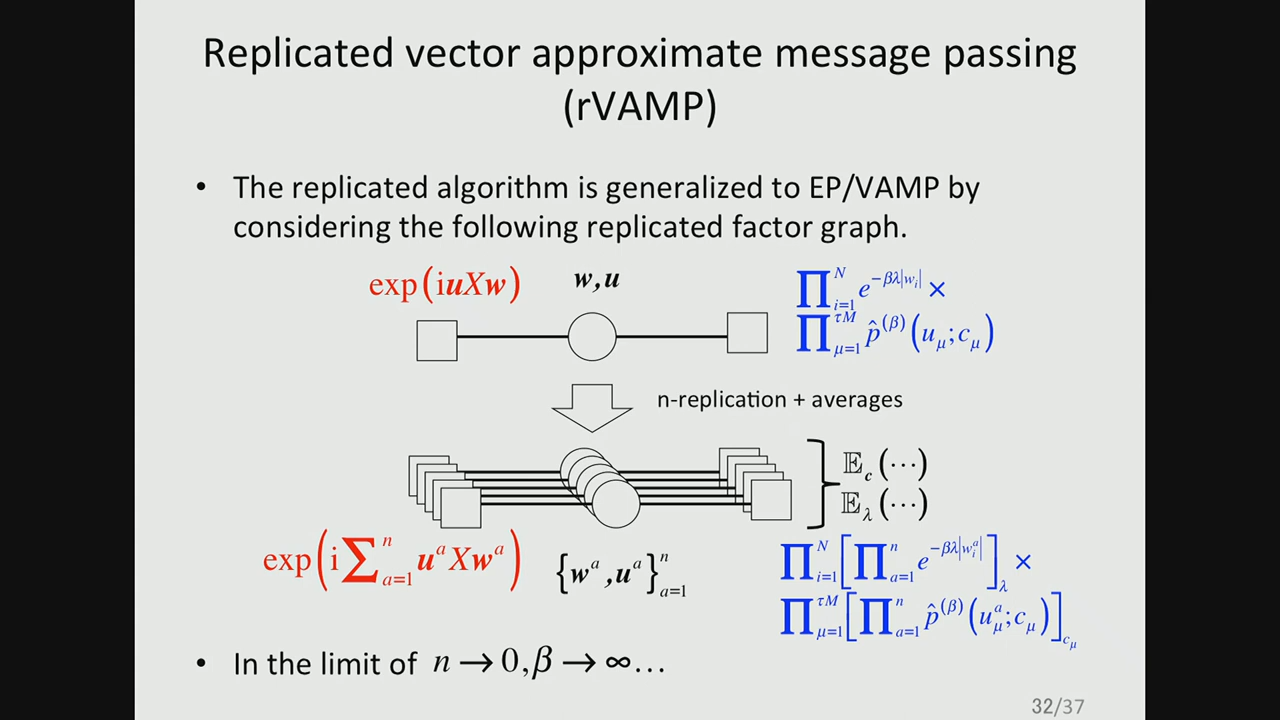 Replicated vector approximate message passing
(rVAMP)
• The replicated algorithm is generalized to EP/VAMP by
considering the following replicated factor graph.
exp(iuXw)
w,u
∏_{i=1}^{N} e^{−βλ|w_i|} ×
∏_{μ=1}^{τM} p̂^{(β)}(u_μ;c_μ)
n-replication + averages
𝔼_c(⋯)
𝔼_λ(⋯)
exp(i∑_{a=1}^{n} u^a Xw^a)
{w^a,u^a}_{a=1}^{n}
∏_{i=1}^{N}[∏_{a=1}^{n} e^{−βλ|w_i^a|}]_λ ×
∏_{μ=1}^{τM}[∏_{a=1}^{n} p̂^{(β)}(u_μ^a;c_μ)]_{c_μ}
• In the limit of n→0,β→∞…
32/37